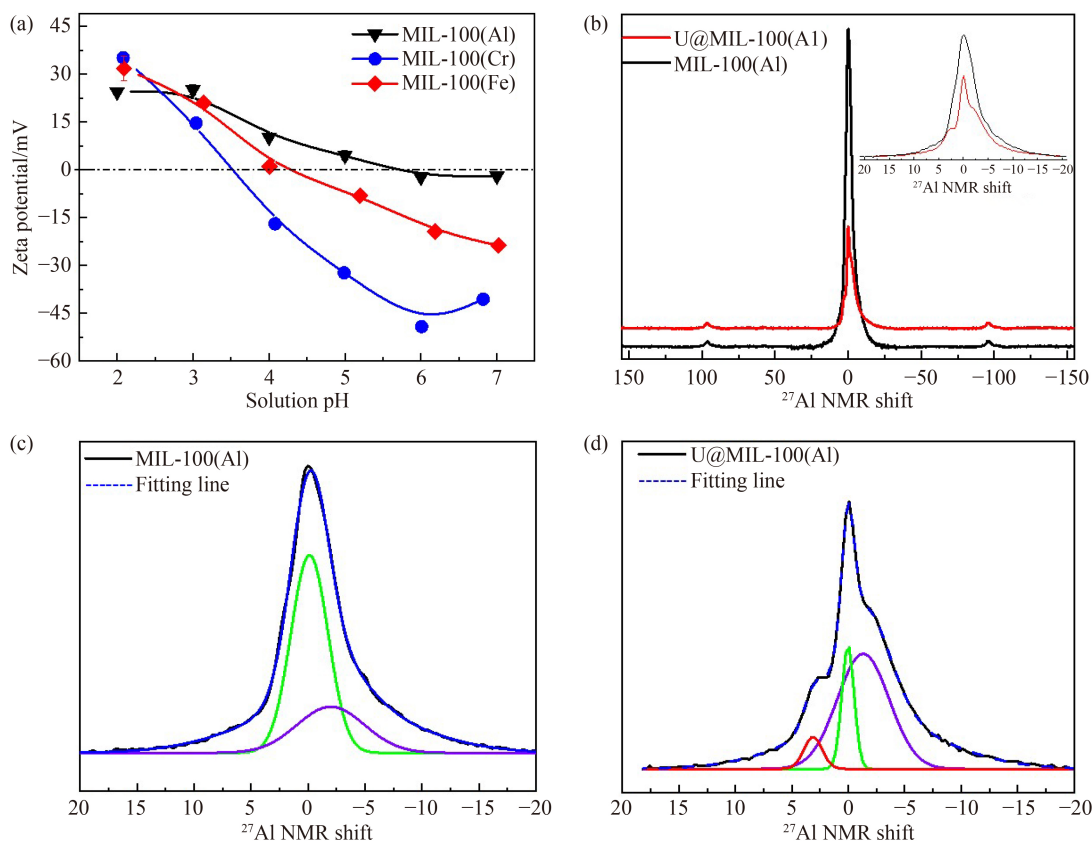 (a)
45
30
15
0
−15
−30
−45
−60
Zeta potential/mV
MIL-100(Al)
MIL-100(Cr)
MIL-100(Fe)
2 3 4 5 6 7
Solution pH
(b)
U@MIL-100(A1)
MIL-100(Al)
20 15 10 5 0 −5 −10 −15 −20
27Al NMR shift
150 100 50 0 −50 −100 −150
27Al NMR shift
(c)
MIL-100(Al)
Fitting line
20 15 10 5 0 −5 −10 −15 −20
27Al NMR shift
(d)
U@MIL-100(Al)
Fitting line
20 15 10 5 0 −5 −10 −15 −20
27Al NMR shift